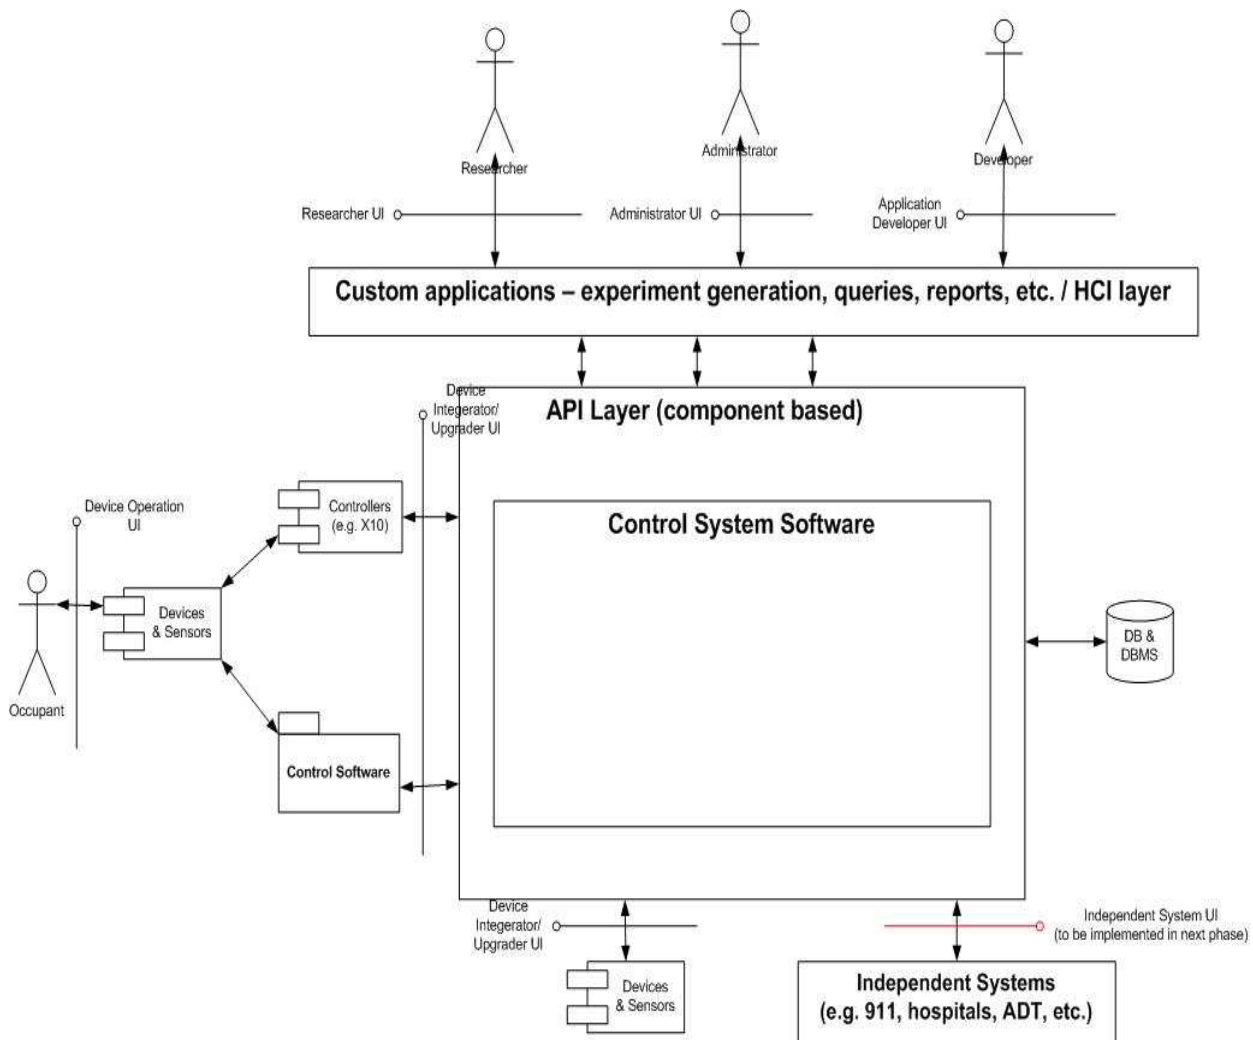 Researcher
Administrator
Developer
Researcher UI
Administrator UI
Application
Developer UI
Custom applications – experiment generation, queries, reports, etc. / HCI layer
Device
Integerator/
Upgrader UI
API Layer (component based)
Device Operation
UI
Controllers
(e.g. X10)
Control System Software
Devices
& Sensors
DB &
DBMS
Occupant
Control Software
Device
Integerator/
Upgrader UI
Independent System UI
(to be implemented in next phase)
Devices
& Sensors
Independent Systems
(e.g. 911, hospitals, ADT, etc.)